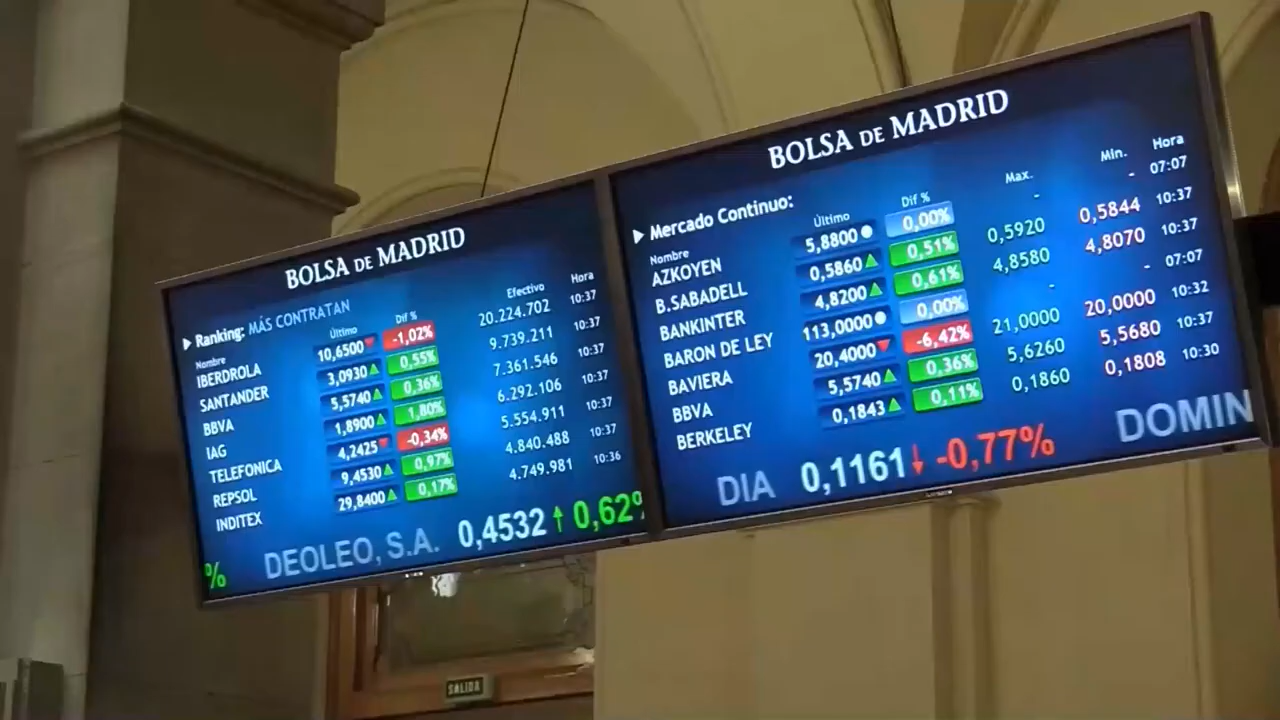 BOLSA DE MADRID
Ranking: MÁS CONTRATAN
Nombre Último Dif % Efectivo Hora
IBERDROLA 10,6500 -1,02% 20.224.702 10:37
SANTANDER 3,0930 0,55% 9.739.211 10:37
BBVA 5,5740 0,36% 7.361.546 10:37
IAG 1,8900 1,80% 6.292.106 10:37
TELEFONICA 4,2425 -0,34% 5.554.911 10:37
REPSOL 9,4530 0,97% 4.840.488 10:37
INDITEX 29,8400 0,17% 4.749.981 10:36
% DEOLEO, S.A. 0,4532 ↑ 0,62%
BOLSA DE MADRID
Mercado Continuo:
Nombre Último Dif % Max. Min. Hora
AZKOYEN 5,8800 0,00% - - 07:07
B.SABADELL 0,5860 0,51% 0,5920 0,5844 10:37
BANKINTER 4,8200 0,61% 4,8580 4,8070 10:37
BARON DE LEY 113,0000 0,00% - - 07:07
BAVIERA 20,4000 -6,42% 21,0000 20,0000 10:32
BBVA 5,5740 0,36% 5,6260 5,5680 10:37
BERKELEY 0,1843 0,11% 0,1860 0,1808 10:30
DIA 0,1161 ↓ -0,77% DOMIN
SALIDA